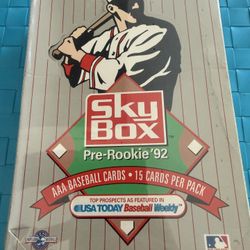 Sky
Box
TM
Pre-Rookie '92
AAA BASEBALL CARDS • 15 CARDS PER PACK
TOP PROSPECTS AS FEATURED IN
USA TODAY Baseball Weekly